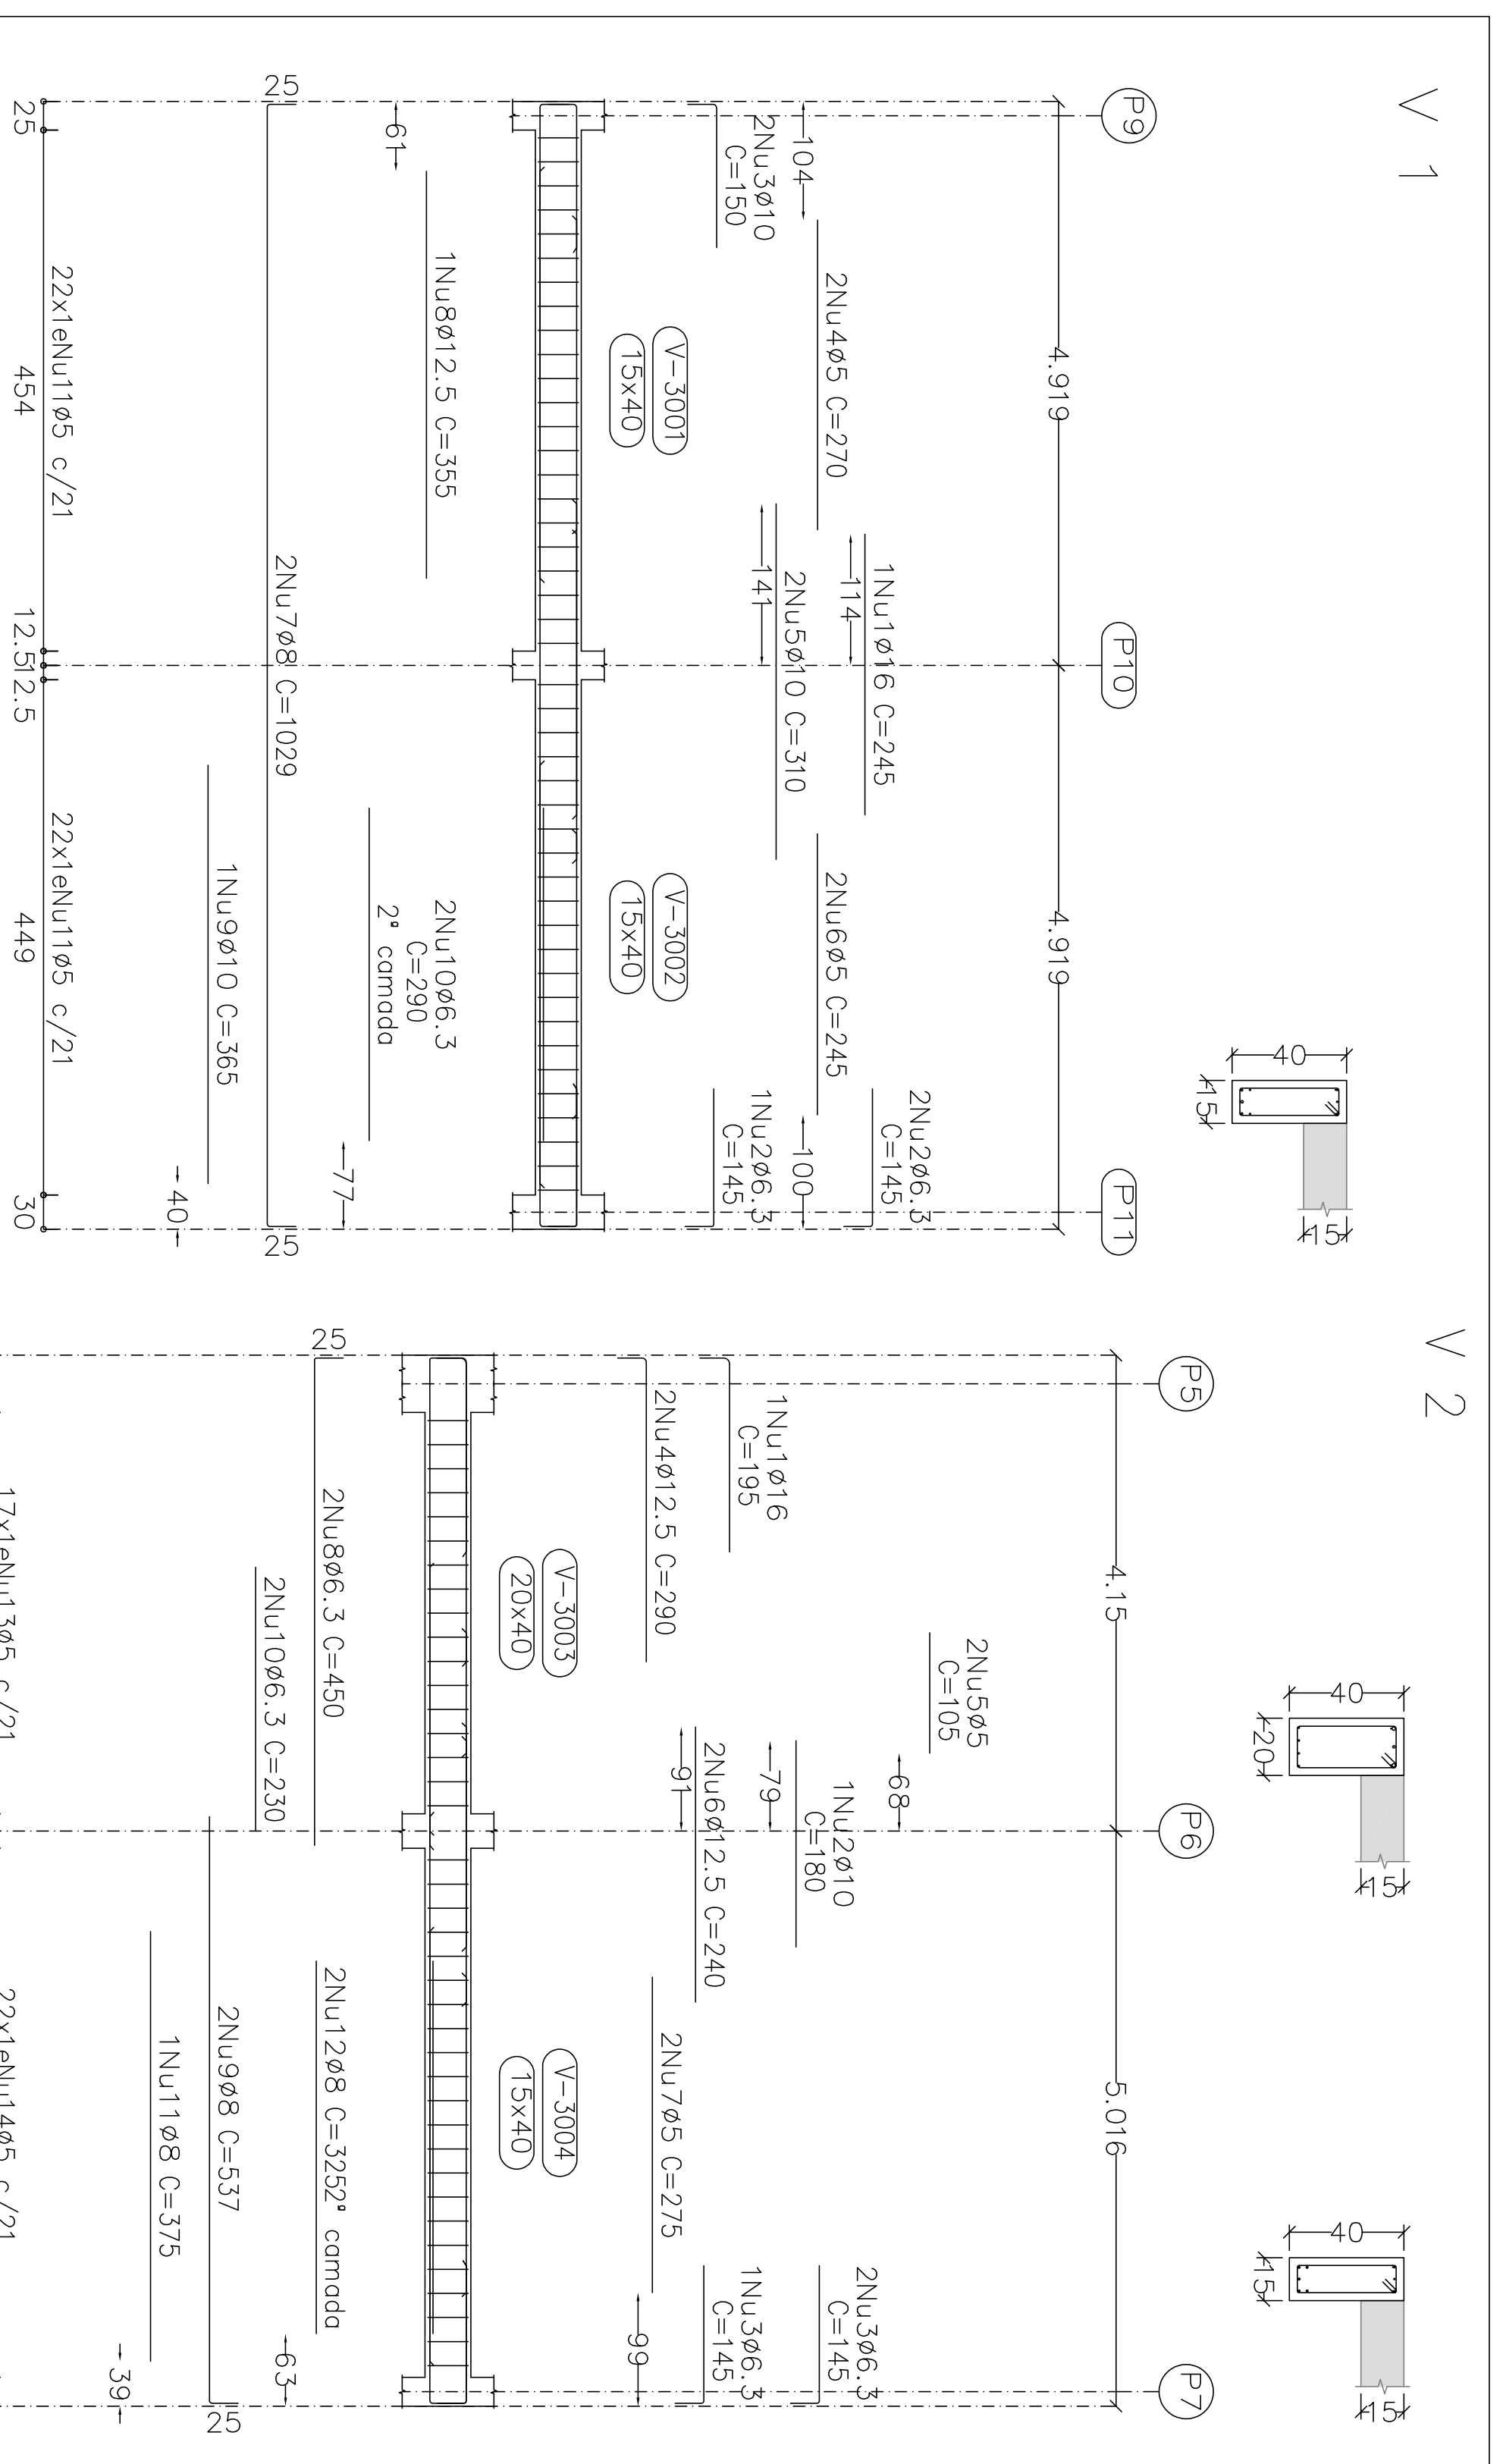 V 1
40
15
15
P9
P10
P11
4.919
4.919
1Nu1ø16 C=245
114
2Nu2ø6.3
C=145
2Nu4ø5 C=270
2Nu6ø5 C=245
104
100
2Nu5ø10 C=310
141
2Nu3ø10
C=150
1Nu2ø6.3
C=145
V-3001
15x40
V-3002
15x40
1Nu8ø12.5 C=355
61
2Nu10ø6.3
C=290
2ª camada
77
25
2Nu7ø8 C=1029
25
1Nu9ø10 C=365
40
22x1eNu11ø5 c/21
22x1eNu11ø5 c/21
25
454
12.5
12.5
449
30
V 2
40
20
15
40
15
15
P5
P6
P7
4.15
5.016
2Nu5ø5
C=105
68
1Nu2ø10
C=180
79
2Nu3ø6.3
C=145
1Nu1ø16
C=195
2Nu6ø12.5 C=240
91
1Nu3ø6.3
C=145
2Nu4ø12.5 C=290
2Nu7ø5 C=275
99
V-3003
20x40
V-3004
15x40
25
2Nu8ø6.3 C=450
2Nu12ø8 C=3252ª camada
63
2Nu10ø6.3 C=230
2Nu9ø8 C=537
25
1Nu11ø8 C=375
39
17x1eNu13ø5 c/21
22x1eNu14ø5 c/21